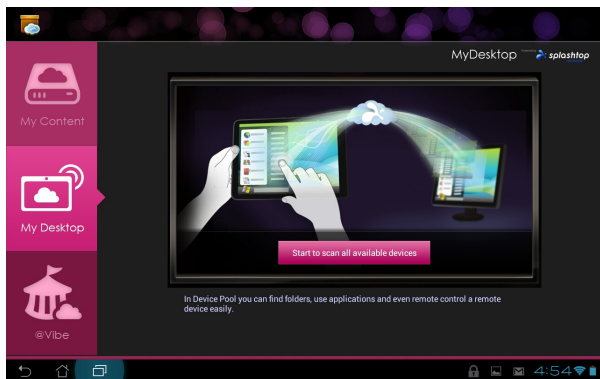 MyDesktop splashtop
My Content
My Desktop
@Vibe
Start to scan all available devices
In Device Pool you can find folders, use applications and even remote control a remote
device easily.
4:54